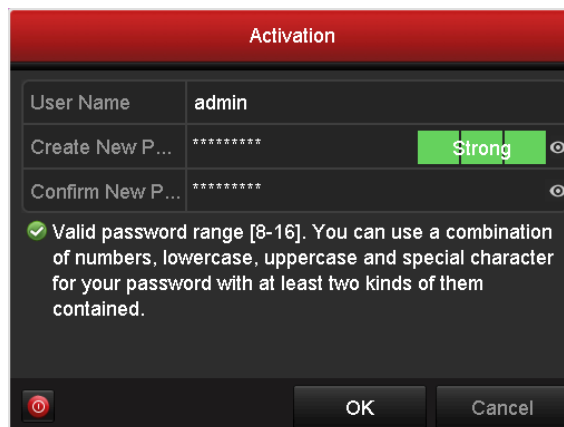 Activation
User Name admin
Create New P... ********* Strong
Confirm New P... *********
Valid password range [8-16]. You can use a combination
of numbers, lowercase, uppercase and special character
for your password with at least two kinds of them
contained.
OK Cancel